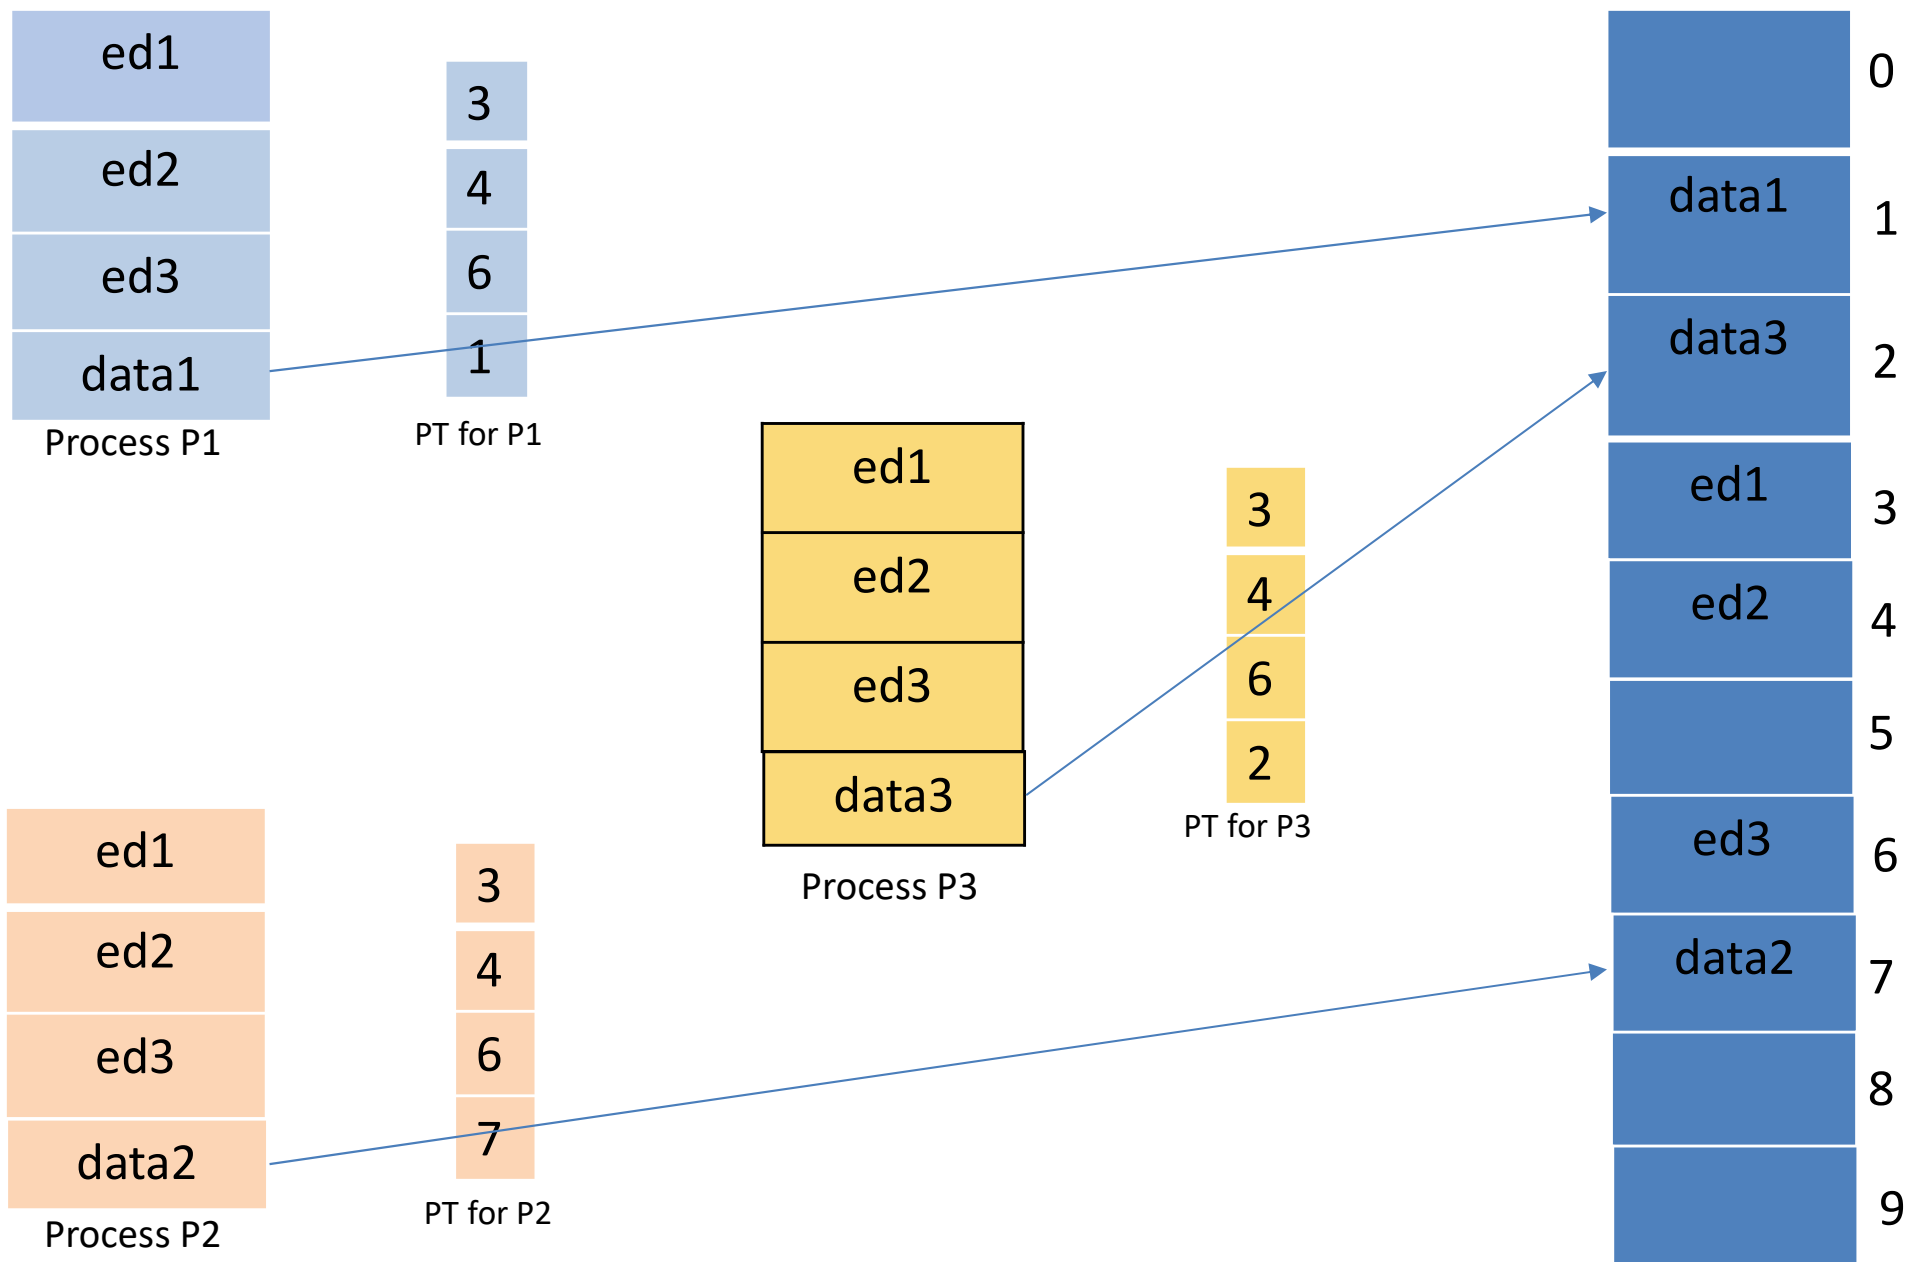 ed1
ed2
ed3
data1
Process P1
3
4
6
1
PT for P1
ed1
ed2
ed3
data3
Process P3
3
4
6
2
PT for P3
ed1
ed2
ed3
data2
Process P2
3
4
6
7
PT for P2
0
data1 1
data3 2
ed1 3
ed2 4
5
ed3 6
data2 7
8
9